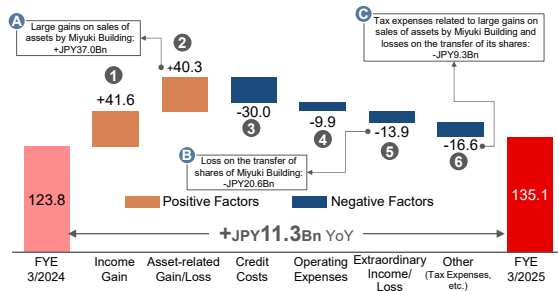 A
Large gains on sales of
assets by Miyuki Building:
+JPY37.0Bn
C
Tax expenses related to large gains on
sales of assets by Miyuki Building and
losses on the transfer of its shares:
-JPY9.3Bn
2
+40.3
1
+41.6
-30.0
3
-9.9
4
-13.9
5
-16.6
6
B
Loss on the transfer of
shares of Miyuki Building:
-JPY20.6Bn
123.8
135.1
Positive Factors
Negative Factors
+JPY11.3Bn YoY
FYE
3/2024
Income
Gain
Asset-related
Gain/Loss
Credit
Costs
Operating
Expenses
Extraordinary
Income/
Loss
Other
(Tax Expenses,
etc.)
FYE
3/2025